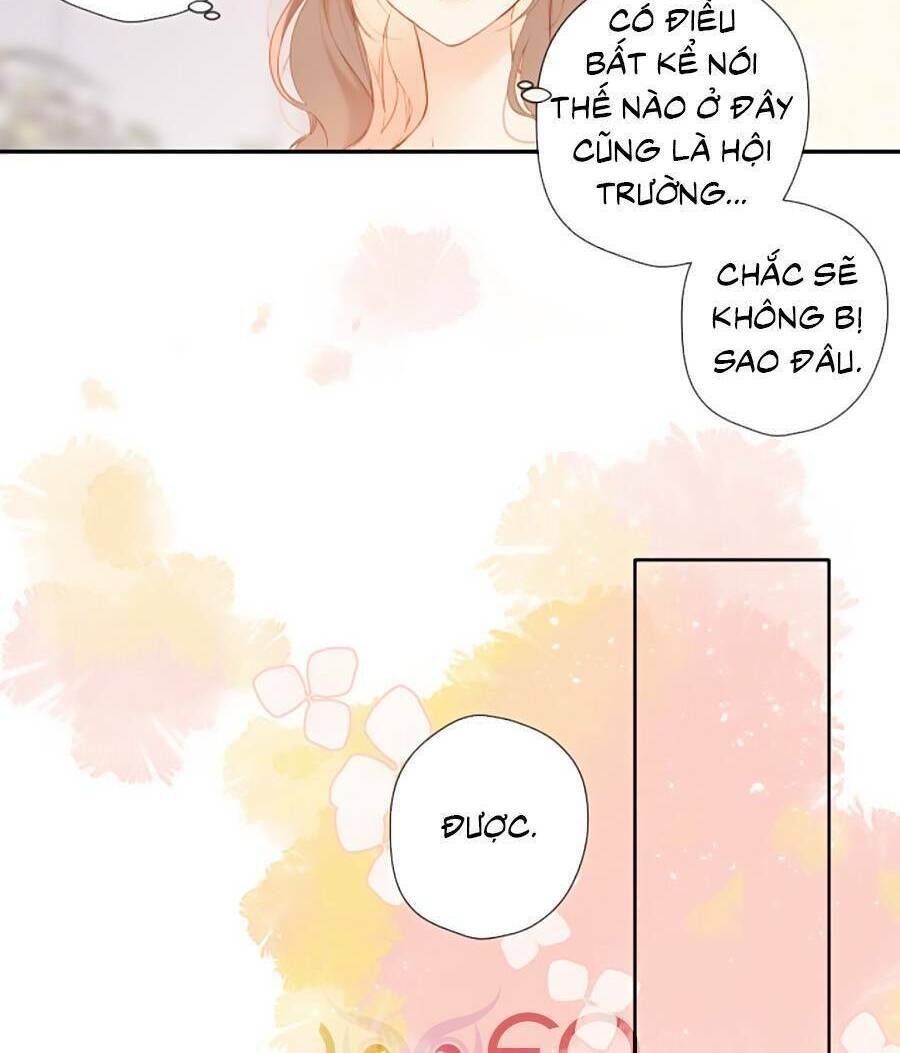 CÓ ĐIỀU
BẤT KỂ NÓI
THẾ NÀO Ở ĐÂY
CŨNG LÀ HỘI
TRƯỜNG...
CHẮC SẼ
KHÔNG BỊ
SAO ĐÂU.
ĐƯỢC.